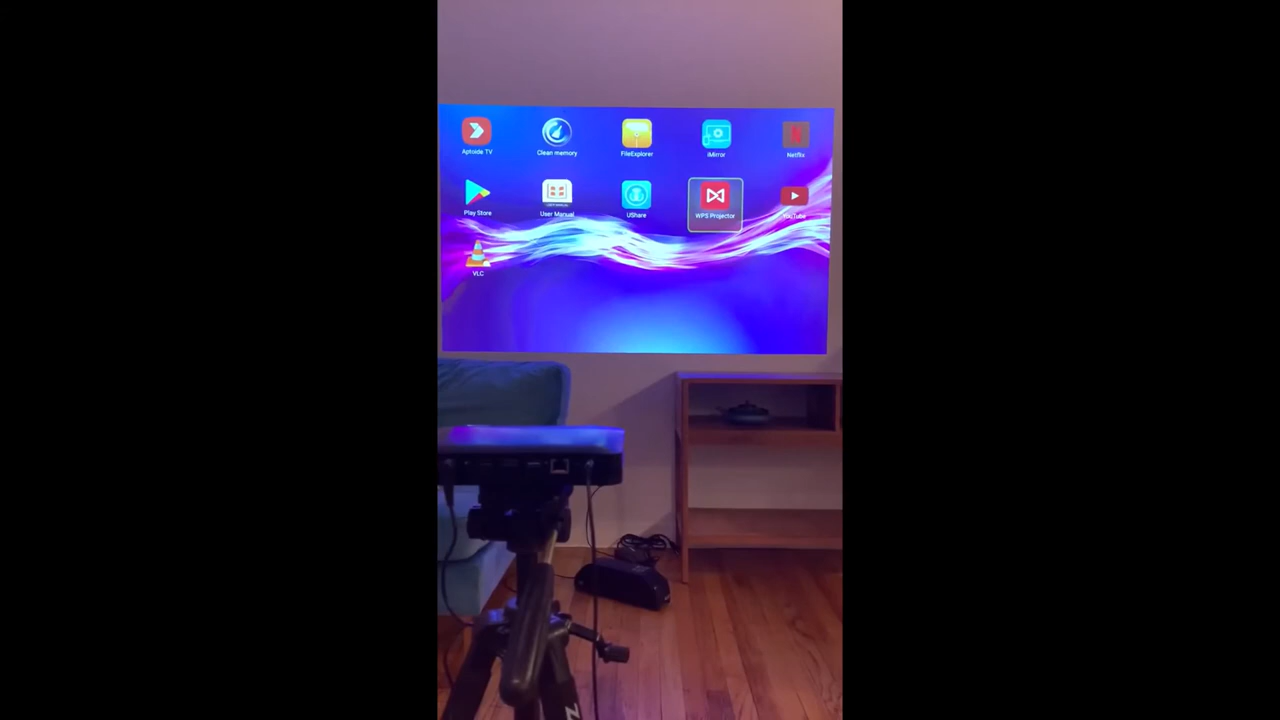 Aptoide TV
Clean memory
FileExplorer
iMirror
Netflix
Play Store
User Manual
UShare
WPS Projector
YouTube
VLC